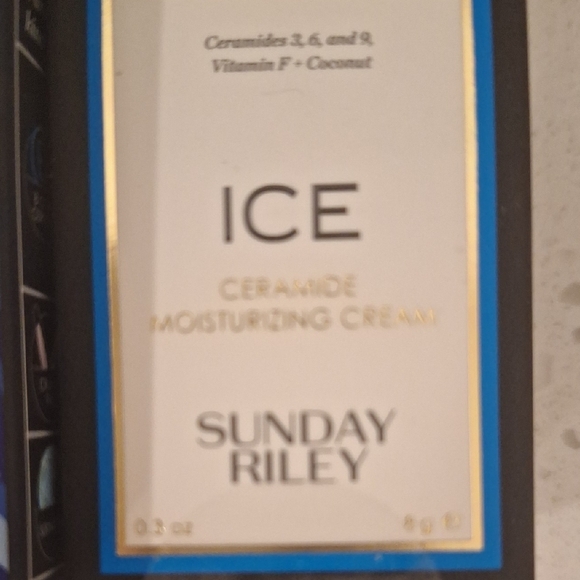 Ceramides 3, 6, and 9,
Vitamin F + Coconut
ICE
CERAMIDE
MOISTURIZING CREAM
SUNDAY
RILEY
0.3 oz
8 g